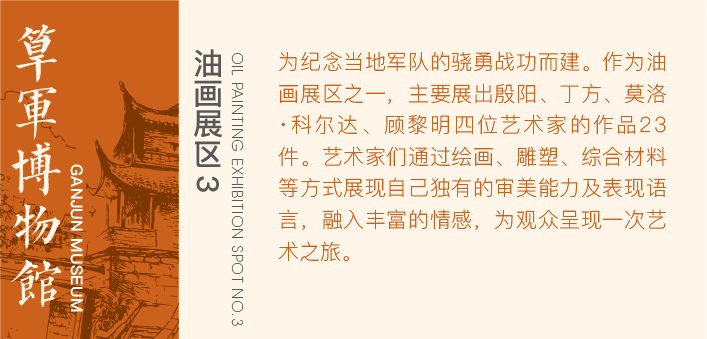 筸軍博物館
GANJUN MUSEUM
油画展区3
OIL PAINTING EXHIBITION SPOT NO.3
为纪念当地军队的骁勇战功而建。作为油
画展区之一，主要展出殷阳、丁方、莫洛
·科尔达、顾黎明四位艺术家的作品23
件。艺术家们通过绘画、雕塑、综合材料
等方式展现自己独有的审美能力及表现语
言，融入丰富的情感，为观众呈现一次艺
术之旅。